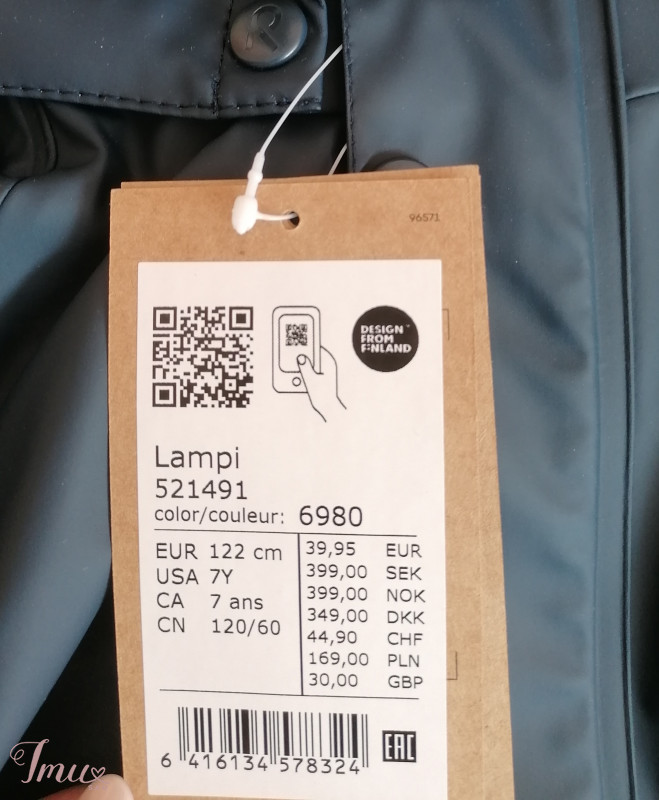 R
96571
DESIGN
FROM
FINLAND
Lampi
521491
color/couleur: 6980
EUR 122 cm
USA 7Y
CA 7 ans
CN 120/60
39,95 EUR
399,00 SEK
399,00 NOK
349,00 DKK
44,90 CHF
169,00 PLN
30,00 GBP
6 416134 578324
EAC
Imu